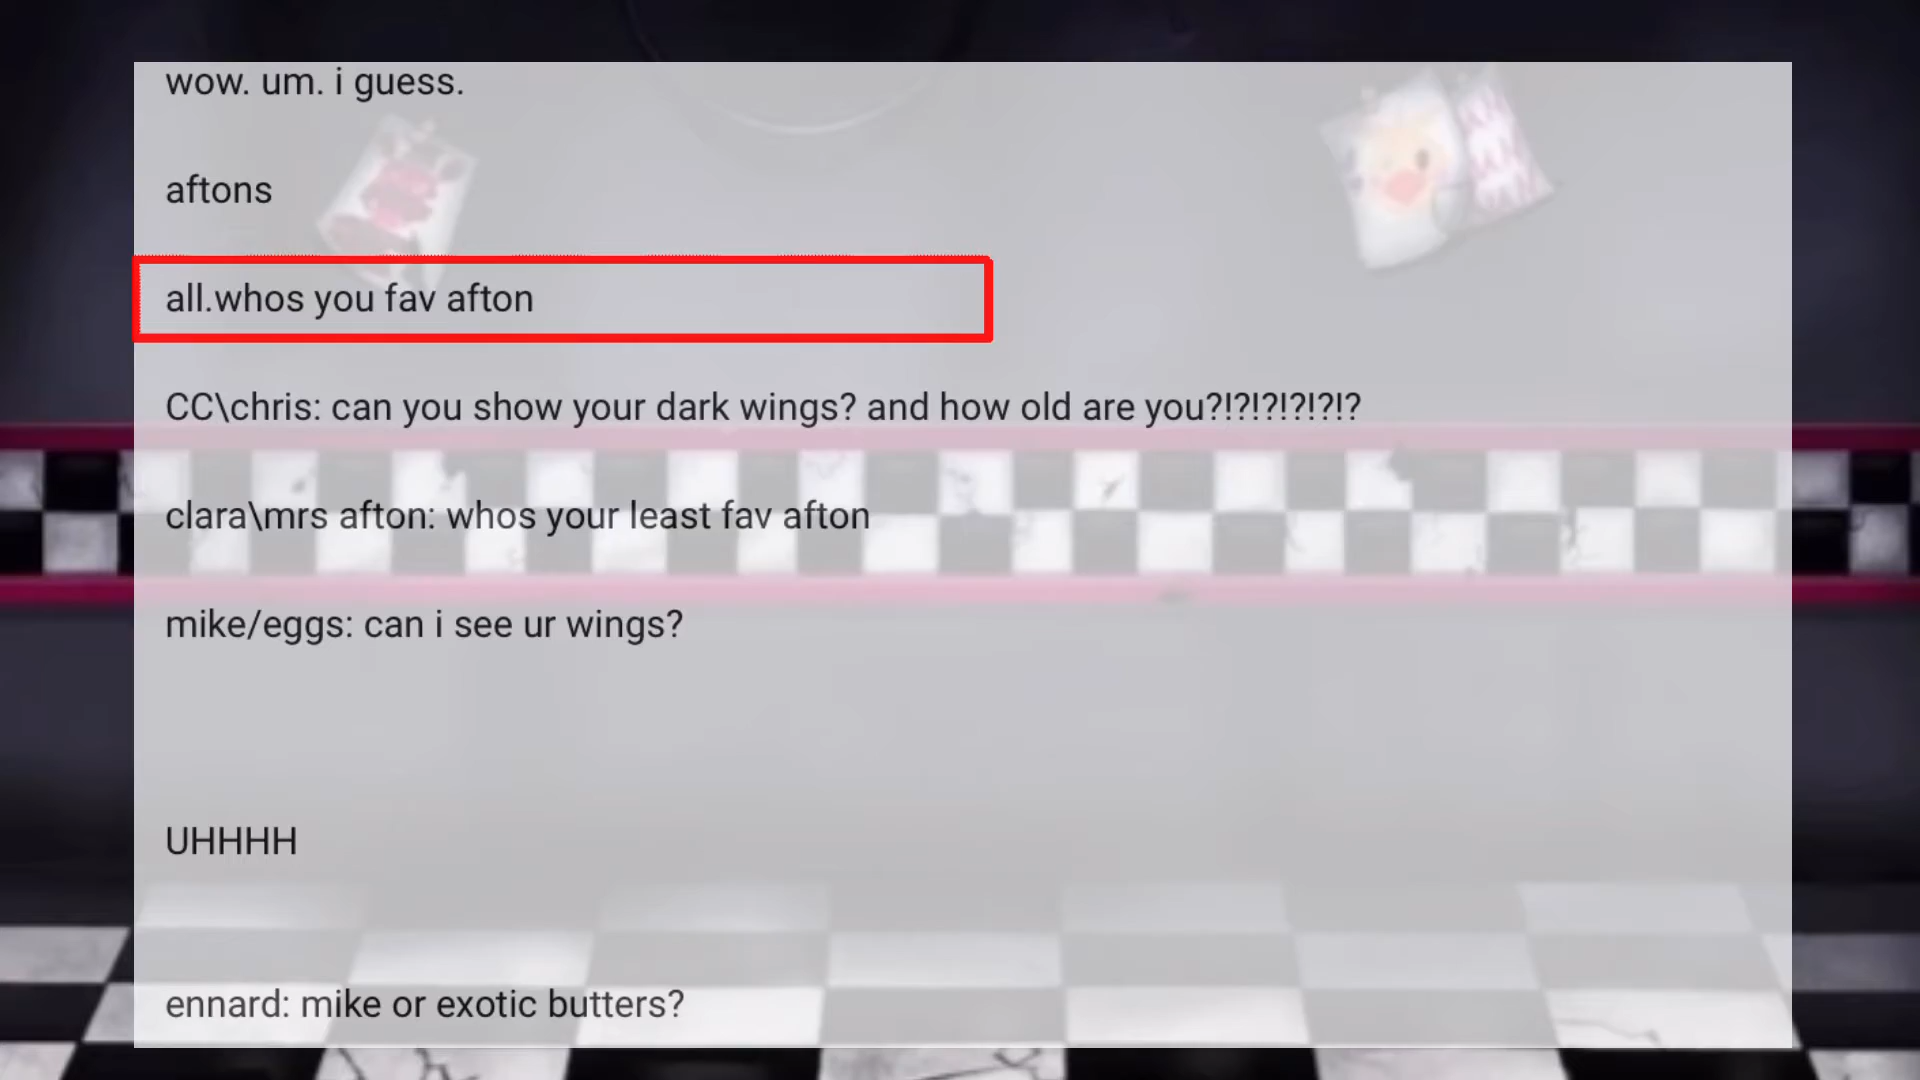 wow. um. i guess.
aftons
all.whos you fav afton
CC\chris: can you show your dark wings? and how old are you?!?!?!?!?!?
clara\mrs afton: whos your least fav afton
mike/eggs: can i see ur wings?
UHHHH
ennard: mike or exotic butters?